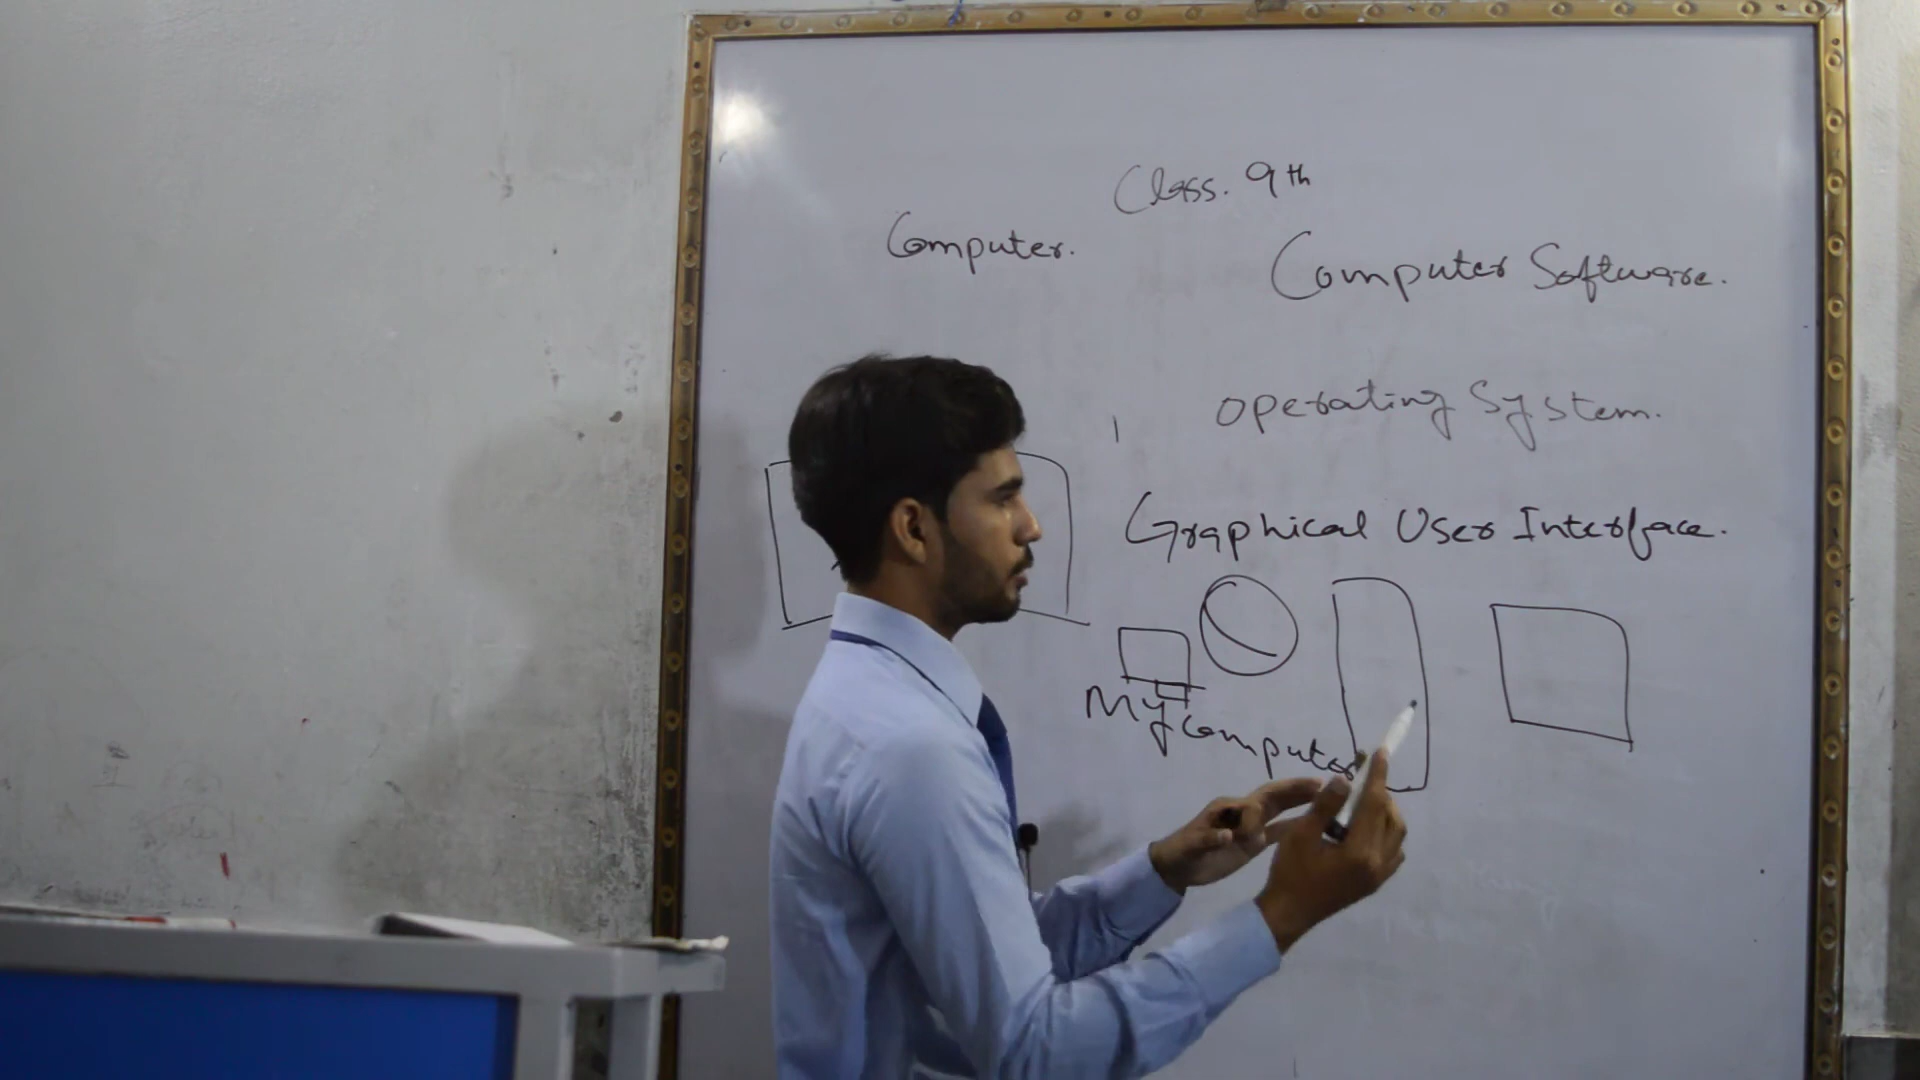 Class. 9th
Computer.
Computer Software.
Operating System.
Graphical User Interface.
My Computer